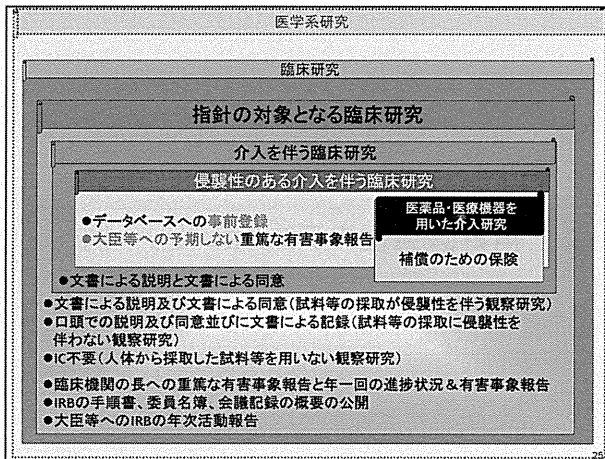 医学系研究
臨床研究
指針の対象となる臨床研究
介入を伴う臨床研究
侵襲性のある介入を伴う臨床研究
●データベースへの事前登録
●大臣等への予期しない重篤な有害事象報告
医薬品・医療機器を
用いた介入研究
補償のための保険
●文書による説明と文書による同意
●文書による説明及び文書による同意(試料等の採取が侵襲性を伴う観察研究)
●口頭での説明及び同意並びに文書による記録(試料等の採取に侵襲性を
伴わない観察研究)
●IC不要(人体から採取した試料等を用いない観察研究)
●臨床機関の長への重篤な有害事象報告と年一回の進捗状況&有害事象報告
●IRBの手順書、委員名簿、会議記録の概要の公開
●大臣等へのIRBの年次活動報告
25